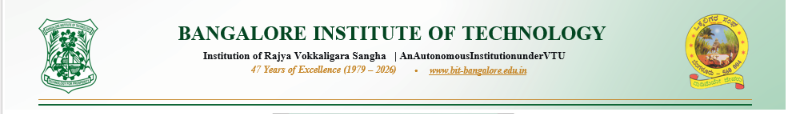 BANGALORE INSTITUTE OF TECHNOLOGY
Institution of Rajya Vokkaligara Sangha | AnAutonomousInstitutionunderVTU
47 Years of Excellence (1979 – 2026) • www.bit-bangalore.edu.in